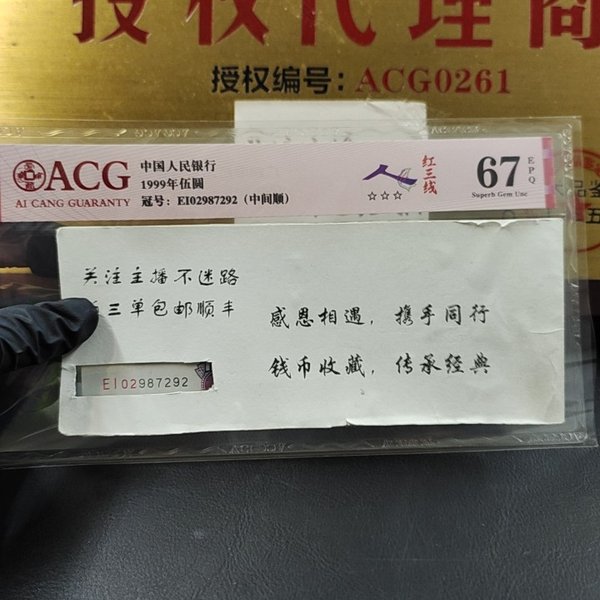 授权代理商
授权编号：ACG0261
ACG
AI CANG GUARANTY
中国人民银行
1999年伍圆
冠号：EI02987292（中间顺）
红三线
67
EPQ
Superb Gem Unc
关注主播不迷路
三单包邮顺丰
感恩相遇，携手同行
钱币收藏，传承经典
EI02987292